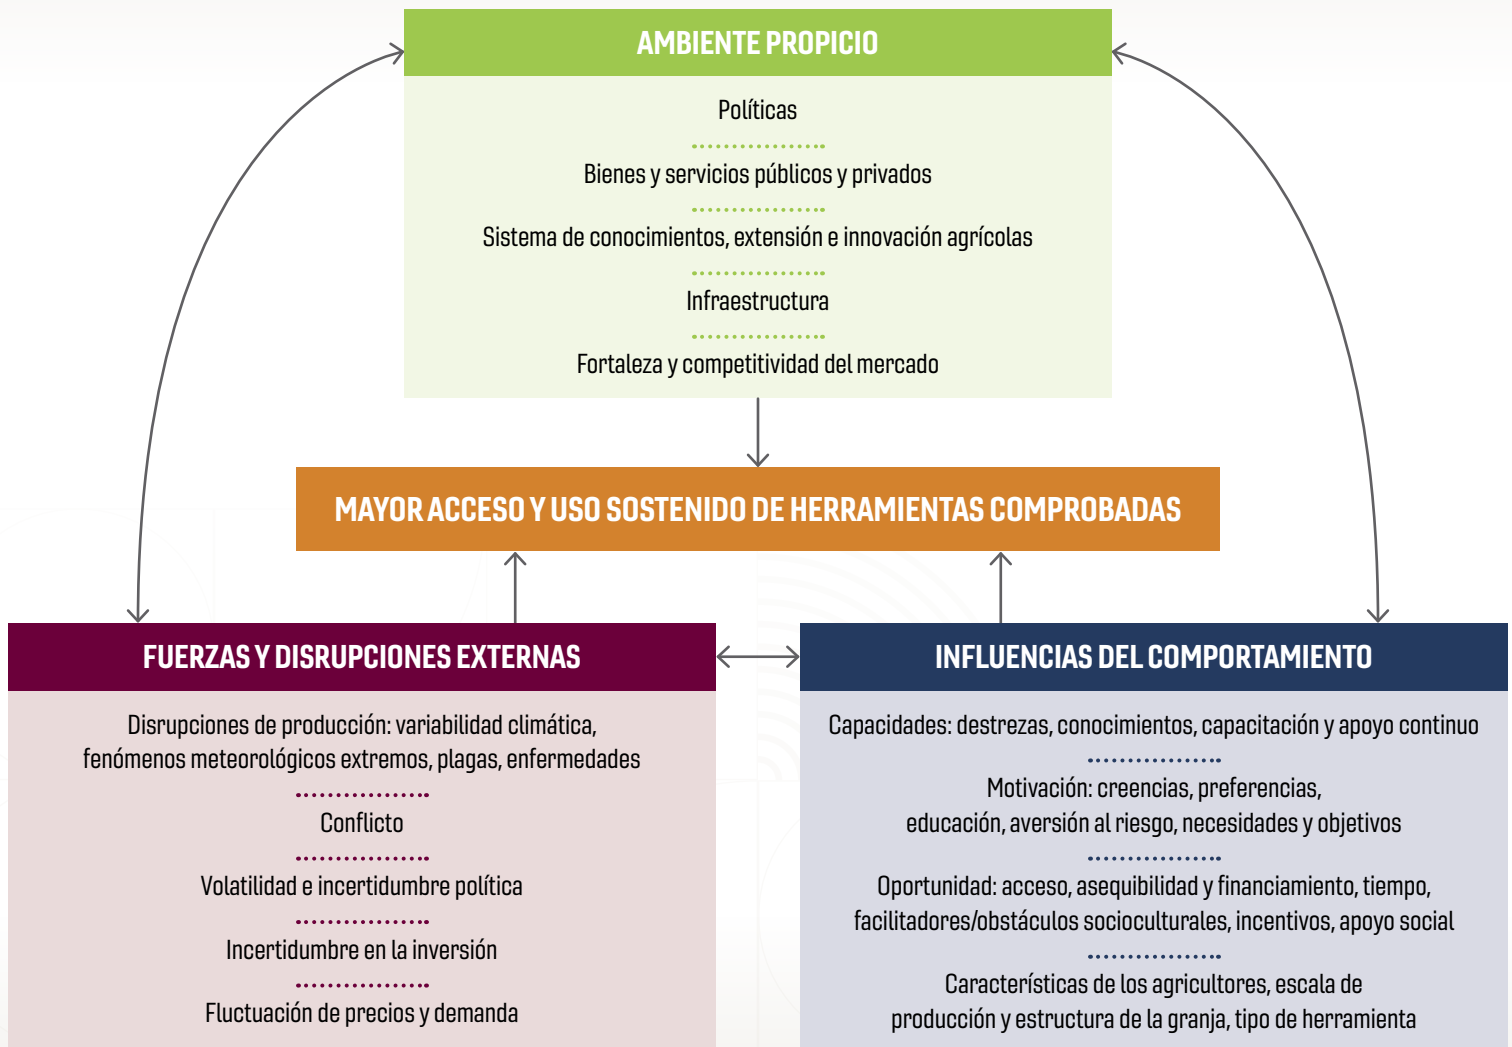 AMBIENTE PROPICIO
Políticas
Bienes y servicios públicos y privados
Sistema de conocimientos, extensión e innovación agrícolas
Infraestructura
Fortaleza y competitividad del mercado
MAYOR ACCESO Y USO SOSTENIDO DE HERRAMIENTAS COMPROBADAS
FUERZAS Y DISRUPCIONES EXTERNAS
Disrupciones de producción: variabilidad climática,
fenómenos meteorológicos extremos, plagas, enfermedades
Conflicto
Volatilidad e incertidumbre política
Incertidumbre en la inversión
Fluctuación de precios y demanda
INFLUENCIAS DEL COMPORTAMIENTO
Capacidades: destrezas, conocimientos, capacitación y apoyo continuo
Motivación: creencias, preferencias,
educación, aversión al riesgo, necesidades y objetivos
Oportunidad: acceso, asequibilidad y financiamiento, tiempo,
facilitadores/obstáculos socioculturales, incentivos, apoyo social
Características de los agricultores, escala de
producción y estructura de la granja, tipo de herramienta